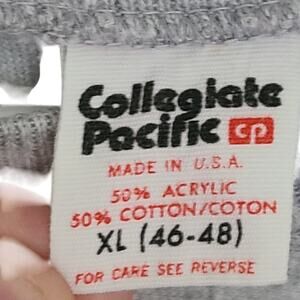 Collegiate
Pacific cp
MADE IN U.S.A.
50% ACRYLIC
50% COTTON/COTON
XL (46-48)
FOR CARE SEE REVERSE